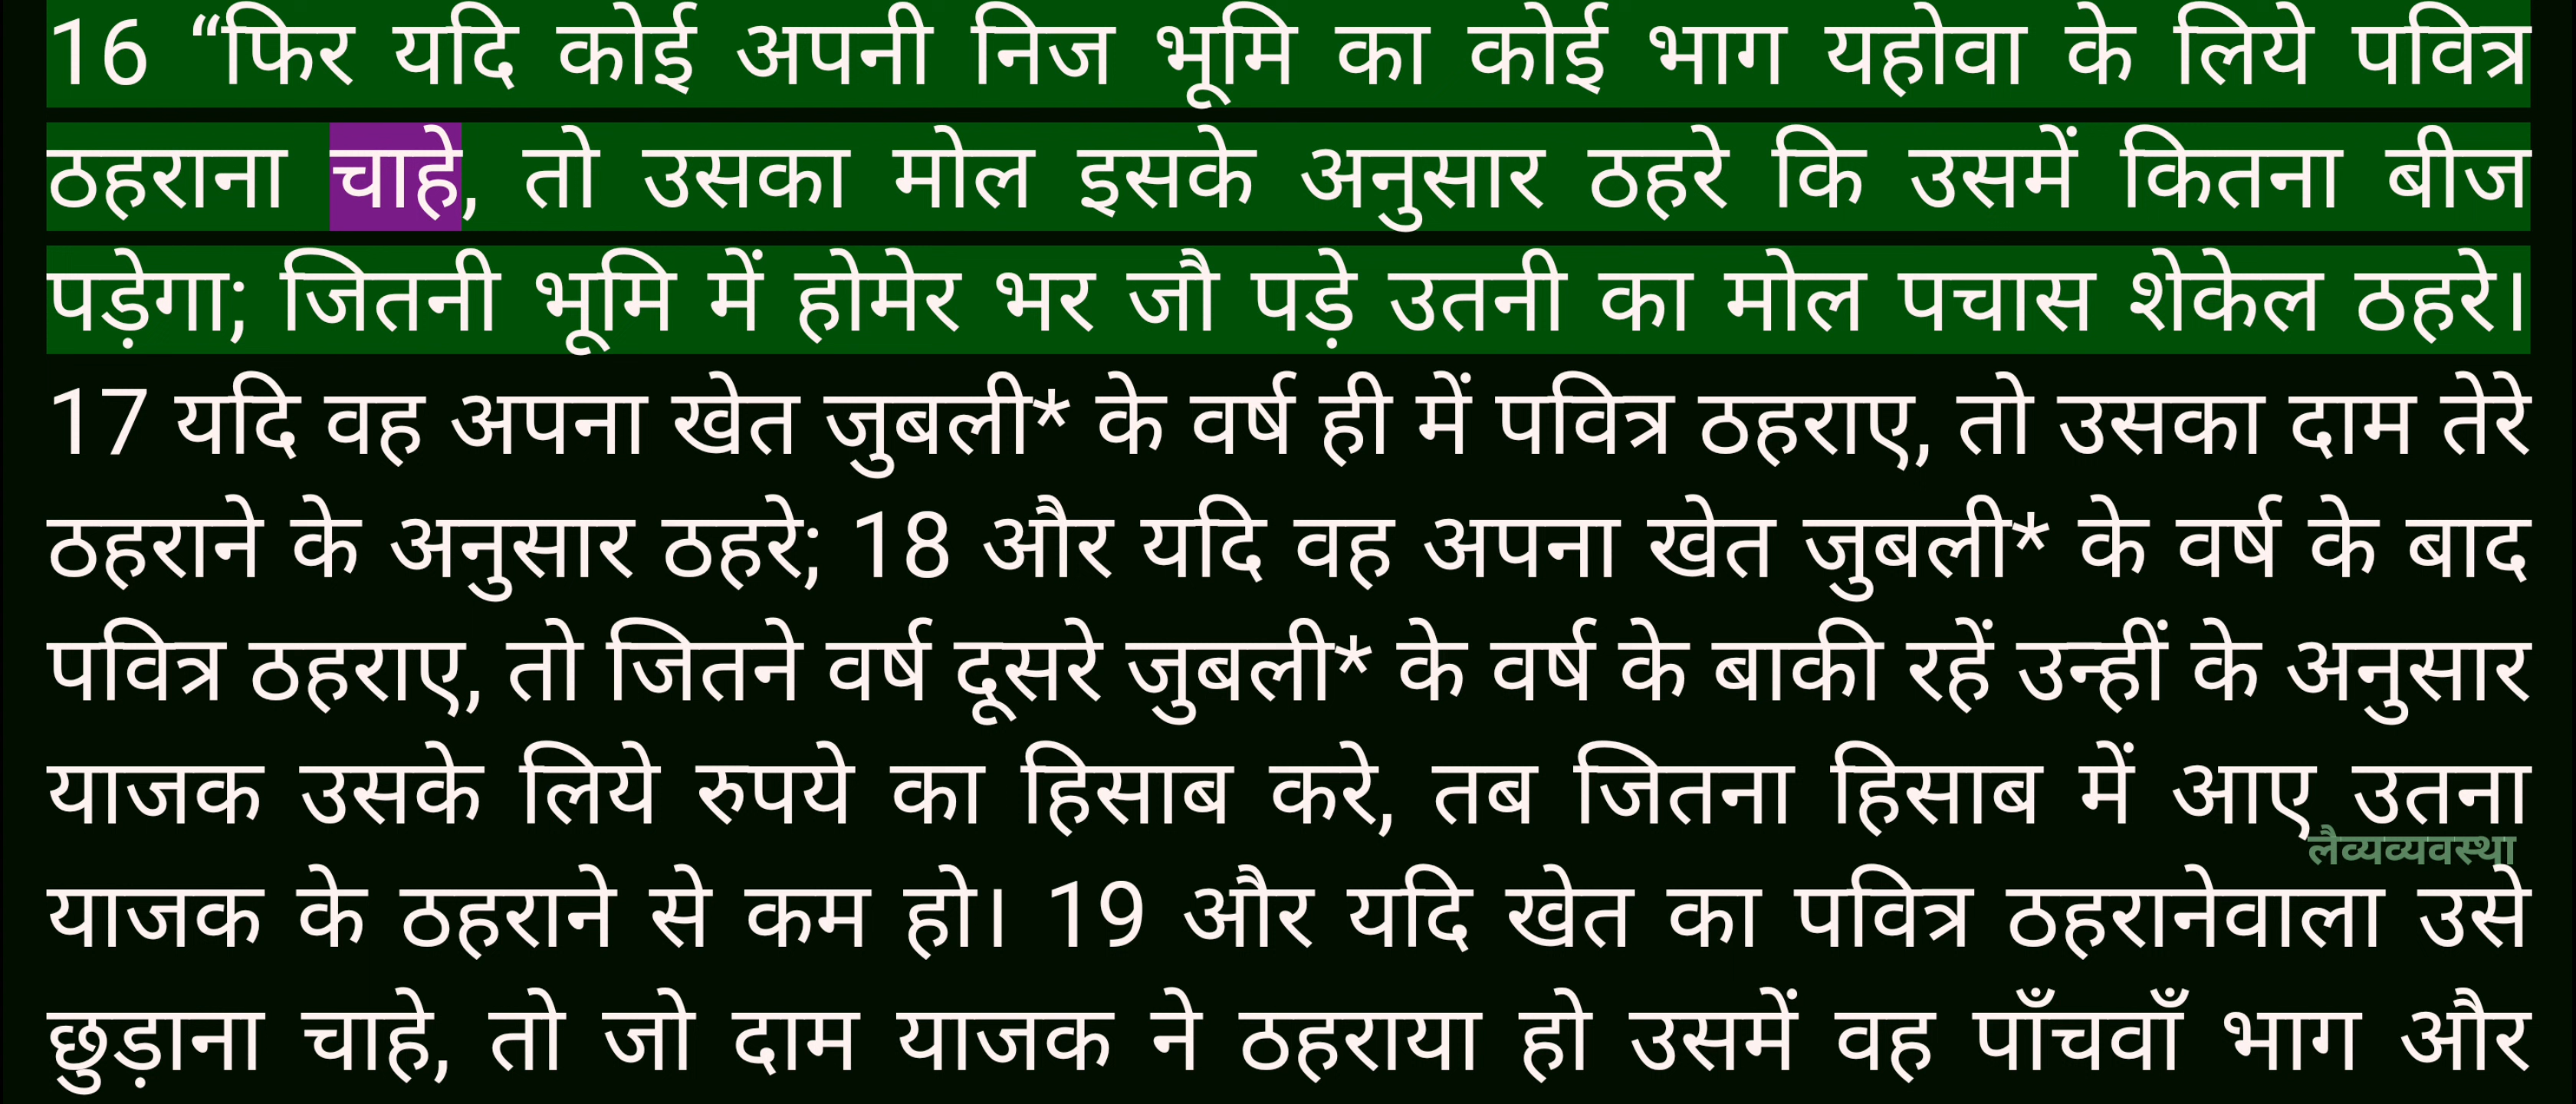 16 “फिर यदि कोई अपनी निज भूमि का कोई भाग यहोवा के लिये पवित्र
ठहराना चाहे, तो उसका मोल इसके अनुसार ठहरे कि उसमें कितना बीज
पड़ेगा; जितनी भूमि में होमेर भर जौ पड़े उतनी का मोल पचास शेकेल ठहरे।
17 यदि वह अपना खेत जुबली* के वर्ष ही में पवित्र ठहराए, तो उसका दाम तेरे
ठहराने के अनुसार ठहरे; 18 और यदि वह अपना खेत जुबली* के वर्ष के बाद
पवित्र ठहराए, तो जितने वर्ष दूसरे जुबली* के वर्ष के बाकी रहें उन्हीं के अनुसार
याजक उसके लिये रुपये का हिसाब करे, तब जितना हिसाब में आए उतना
लैव्यव्यवस्था
याजक के ठहराने से कम हो। 19 और यदि खेत का पवित्र ठहरानेवाला उसे
छुड़ाना चाहे, तो जो दाम याजक ने ठहराया हो उसमें वह पाँचवाँ भाग और